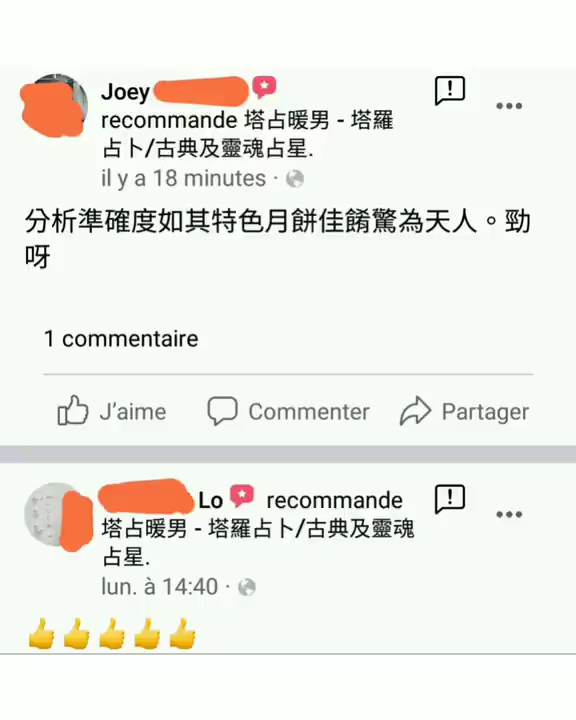 Joey
recommande 塔占暖男 - 塔羅
占卜/古典及靈魂占星.
il y a 18 minutes ·
分析準確度如其特色月餅佳餚驚為天人。勁
呀
1 commentaire
J'aime Commenter Partager
Lo recommande
塔占暖男 - 塔羅占卜/古典及靈魂
占星.
lun. à 14:40 ·
👍👍👍👍👍